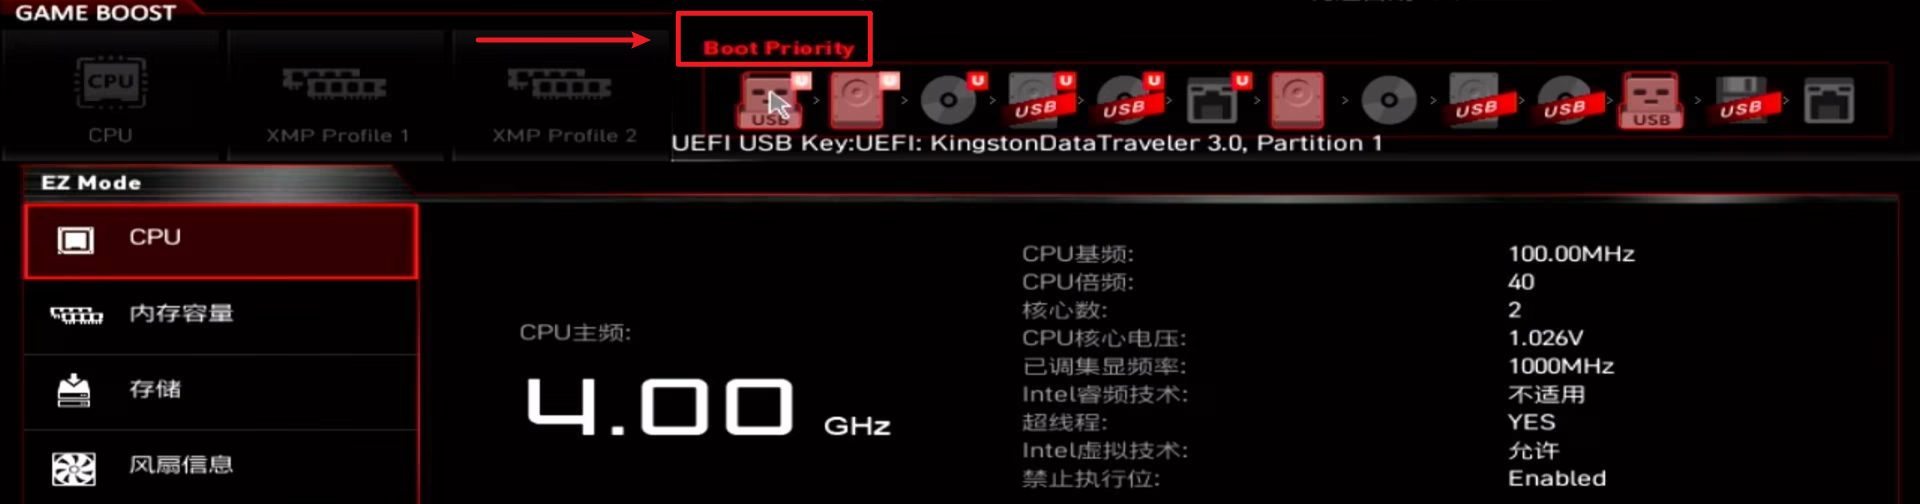 GAME BOOST
CPU
CPU
XMP Profile 1
XMP Profile 2
Boot Priority
U U U U U U
USB USB USB USB USB USB USB
UEFI USB Key:UEFI: KingstonDataTraveler 3.0, Partition 1
EZ Mode
CPU
内存容量
存储
风扇信息
CPU主频:
4.00 GHz
CPU基频: 100.00MHz
CPU倍频: 40
核心数: 2
CPU核心电压: 1.026V
已调集显频率: 1000MHz
Intel睿频技术: 不适用
超线程: YES
Intel虚拟技术: 允许
禁止执行位: Enabled